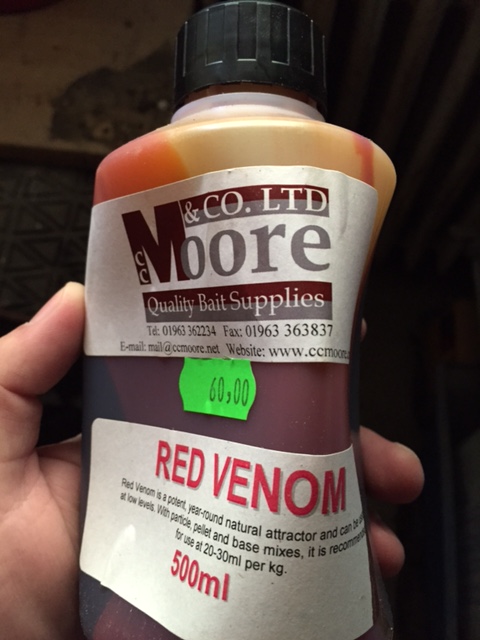 & CO. LTD
CC Moore
Quality Bait Supplies
Tel: 01963 362234 Fax: 01963 363837
E-mail: mail@ccmoore.net Website: www.ccmoore.
60,00
RED VENOM
Red Venom is a potent, year-round natural attractor and can be
at low levels. With particle, pellet and base mixes, it is
for use at 20-30ml per kg.
500ml